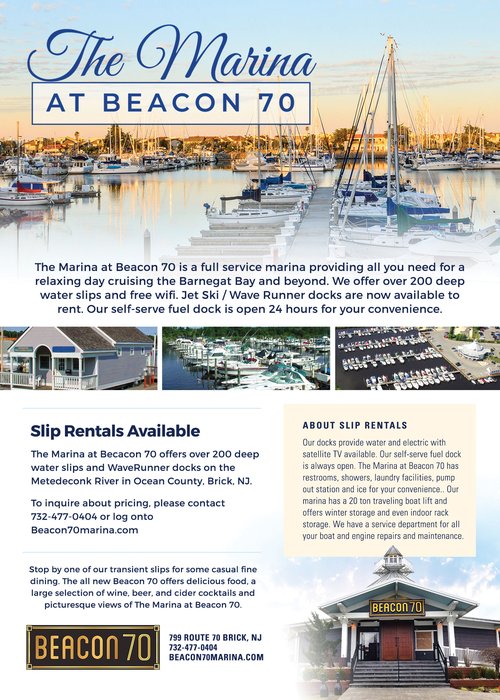 The Marina
AT BEACON 70
The Marina at Beacon 70 is a full service marina providing all you need for a
relaxing day cruising the Barnegat Bay and beyond. We offer over 200 deep
water slips and free wifi. Jet Ski / Wave Runner docks are now available to
rent. Our self-serve fuel dock is open 24 hours for your convenience.
Slip Rentals Available
The Marina at Becacon 70 offers over 200 deep
water slips and WaveRunner docks on the
Metedeconk River in Ocean County, Brick, NJ.
To inquire about pricing, please contact
732-477-0404 or log onto
Beacon70marina.com
ABOUT SLIP RENTALS
Our docks provide water and electric with
satellite TV available. Our self-serve fuel dock
is always open. The Marina at Beacon 70 has
restrooms, showers, laundry facilities, pump
out station and ice for your convenience.. Our
marina has a 20 ton traveling boat lift and
offers winter storage and even indoor rack
storage. We have a service department for all
your boat and engine repairs and maintenance.
Stop by one of our transient slips for some casual fine
dining. The all new Beacon 70 offers delicious food, a
large selection of wine, beer, and cider cocktails and
picturesque views of The Marina at Beacon 70.
BEACON 70
799 ROUTE 70 BRICK, NJ
732-477-0404
BEACON70MARINA.COM
BEACON 70